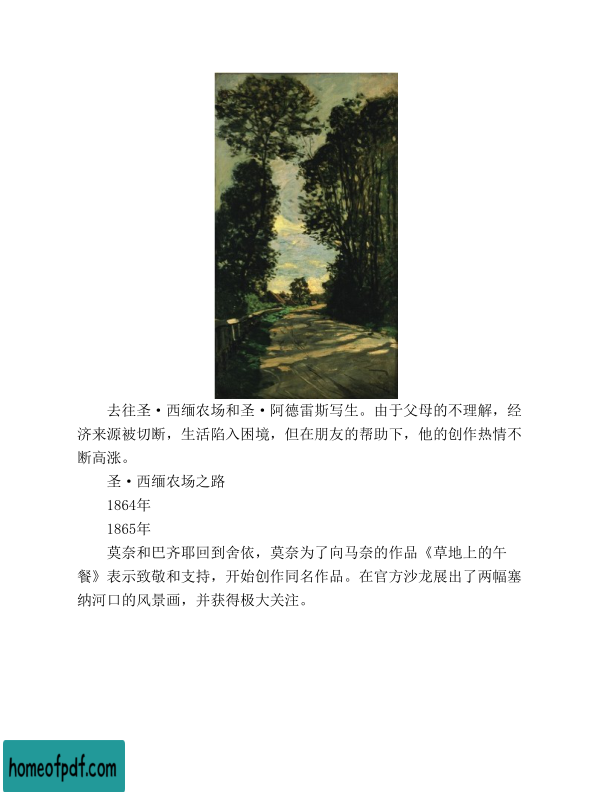 去往圣·西缅农场和圣·阿德雷斯写生。由于父母的不理解，经
济来源被切断，生活陷入困境，但在朋友的帮助下，他的创作热情不
断高涨。
圣·西缅农场之路
1864年
1865年
莫奈和巴齐耶回到舍依，莫奈为了向马奈的作品《草地上的午
餐》表示致敬和支持，开始创作同名作品。在官方沙龙展出了两幅塞
纳河口的风景画，并获得极大关注。
homeofpdf.com